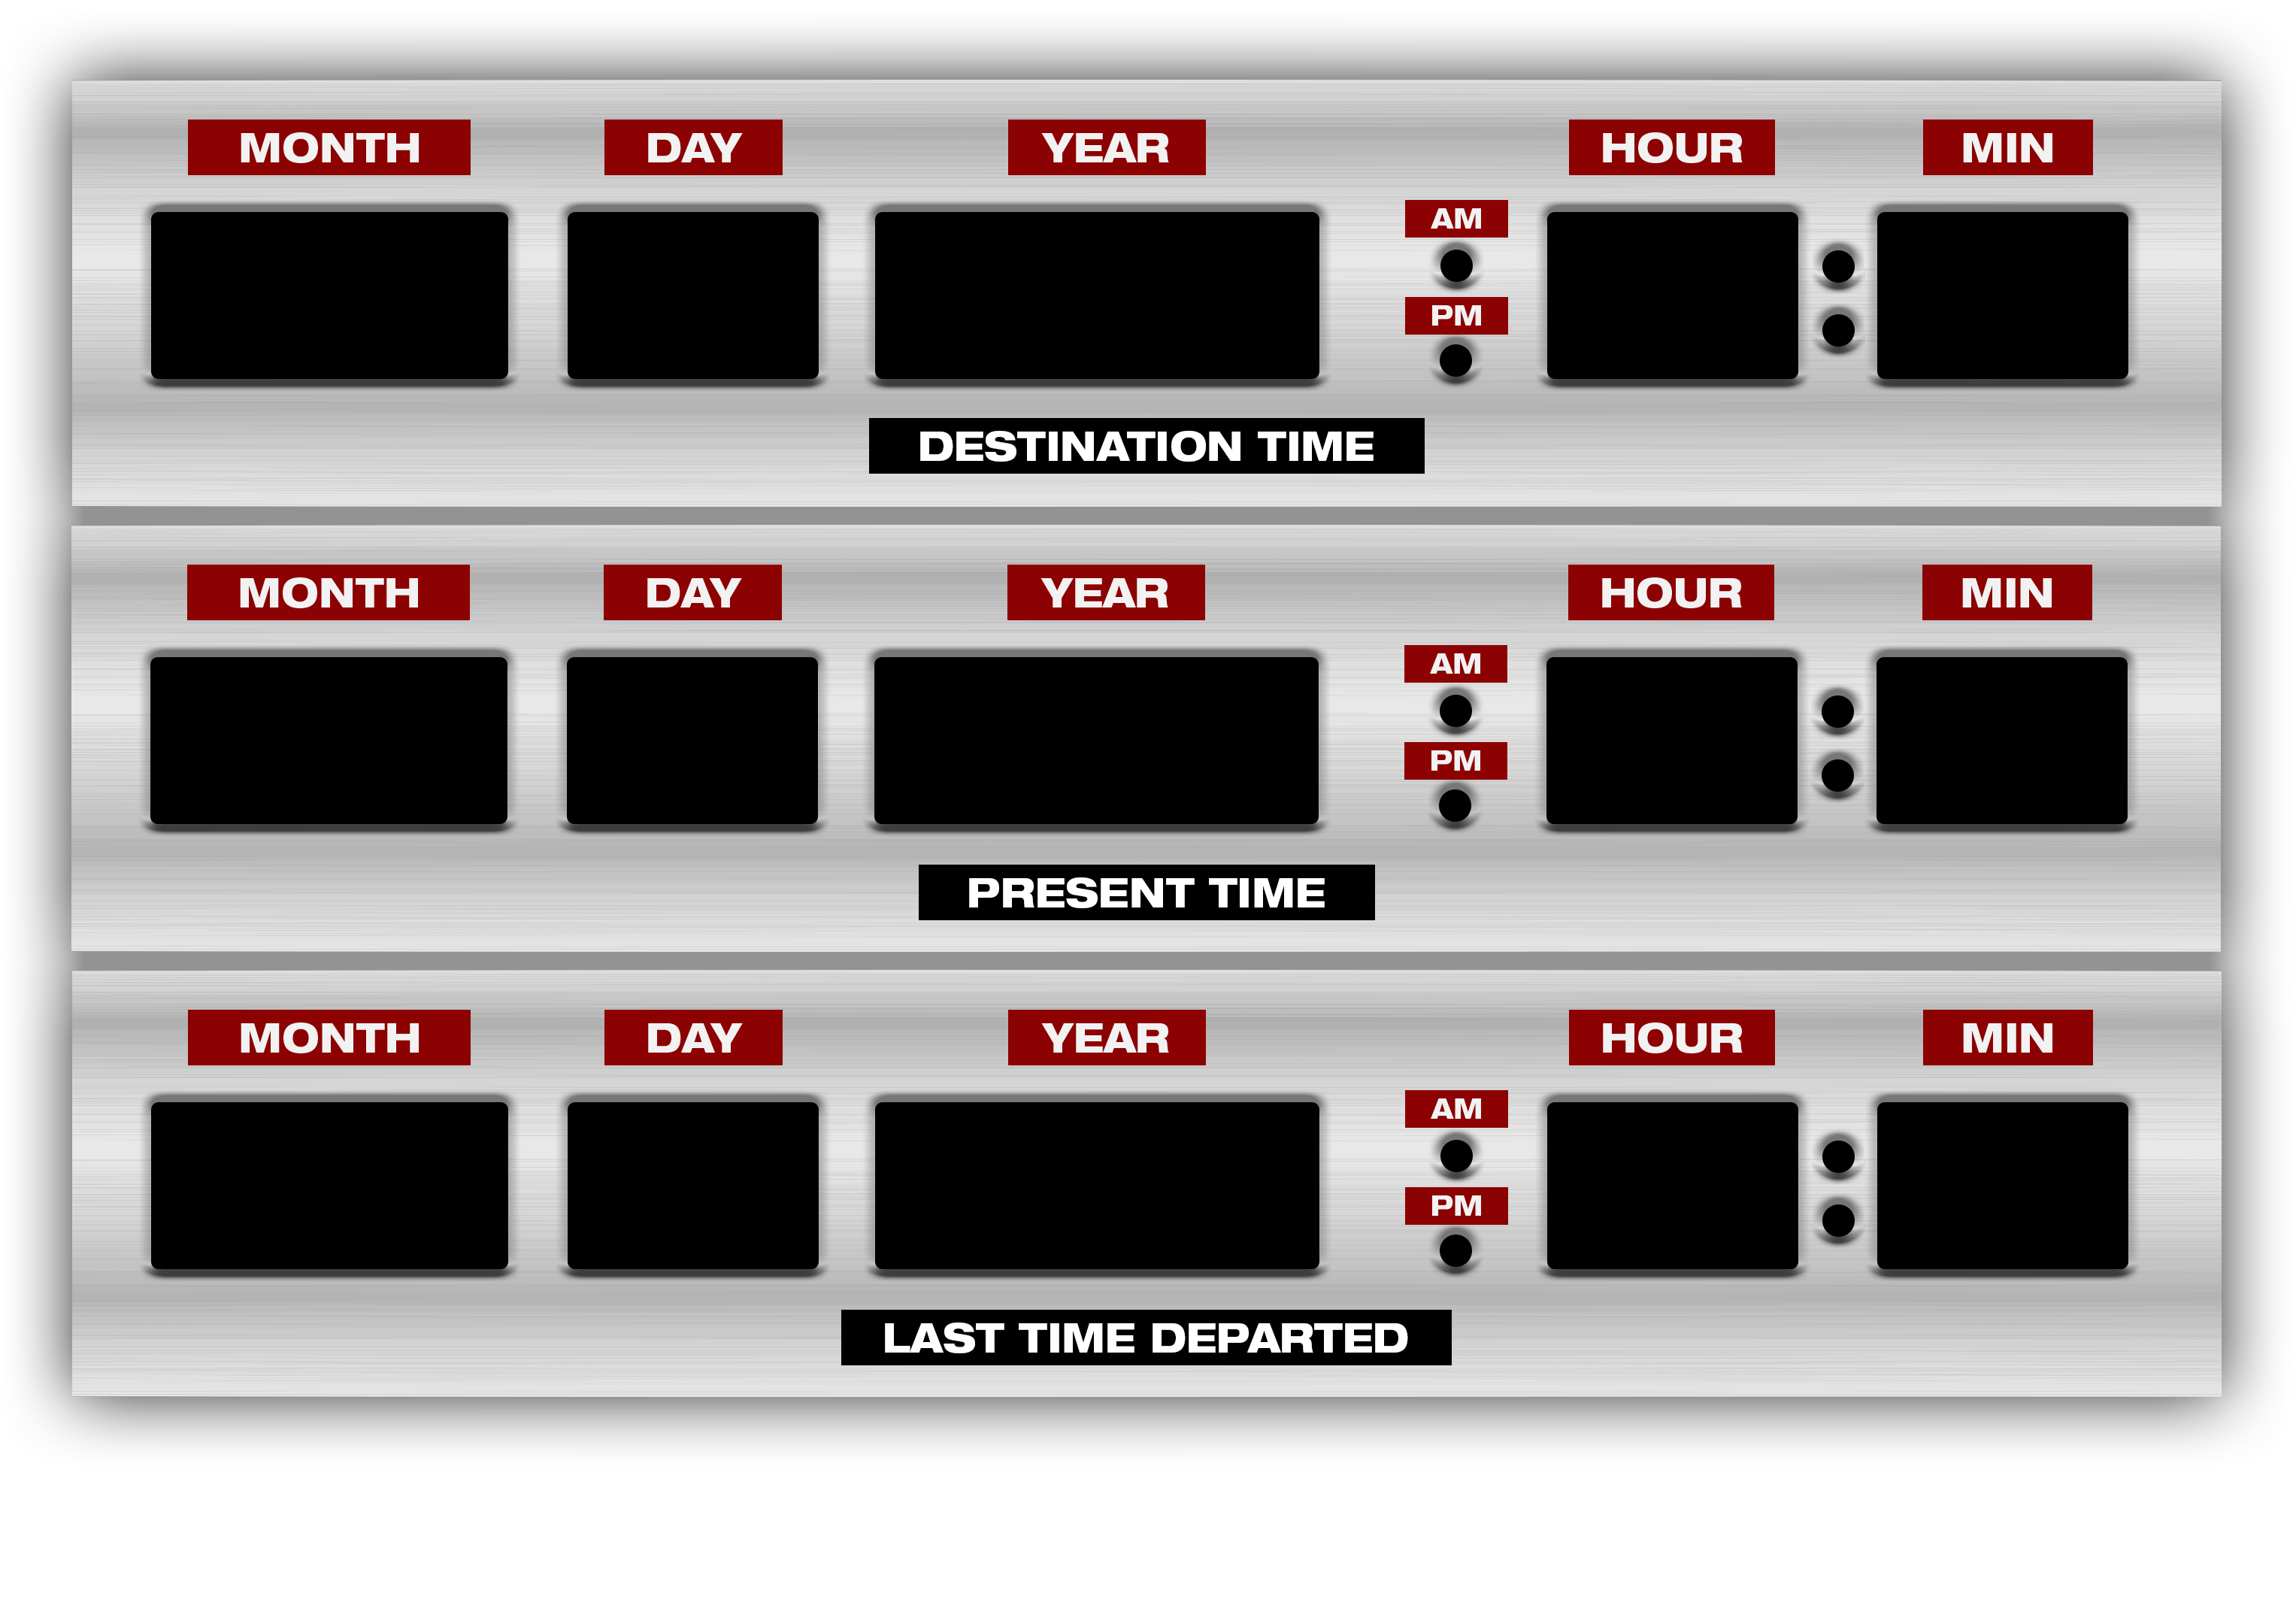 MONTH DAY YEAR HOUR MIN
AM
PM
DESTINATION TIME
MONTH DAY YEAR HOUR MIN
AM
PM
PRESENT TIME
MONTH DAY YEAR HOUR MIN
AM
PM
LAST TIME DEPARTED